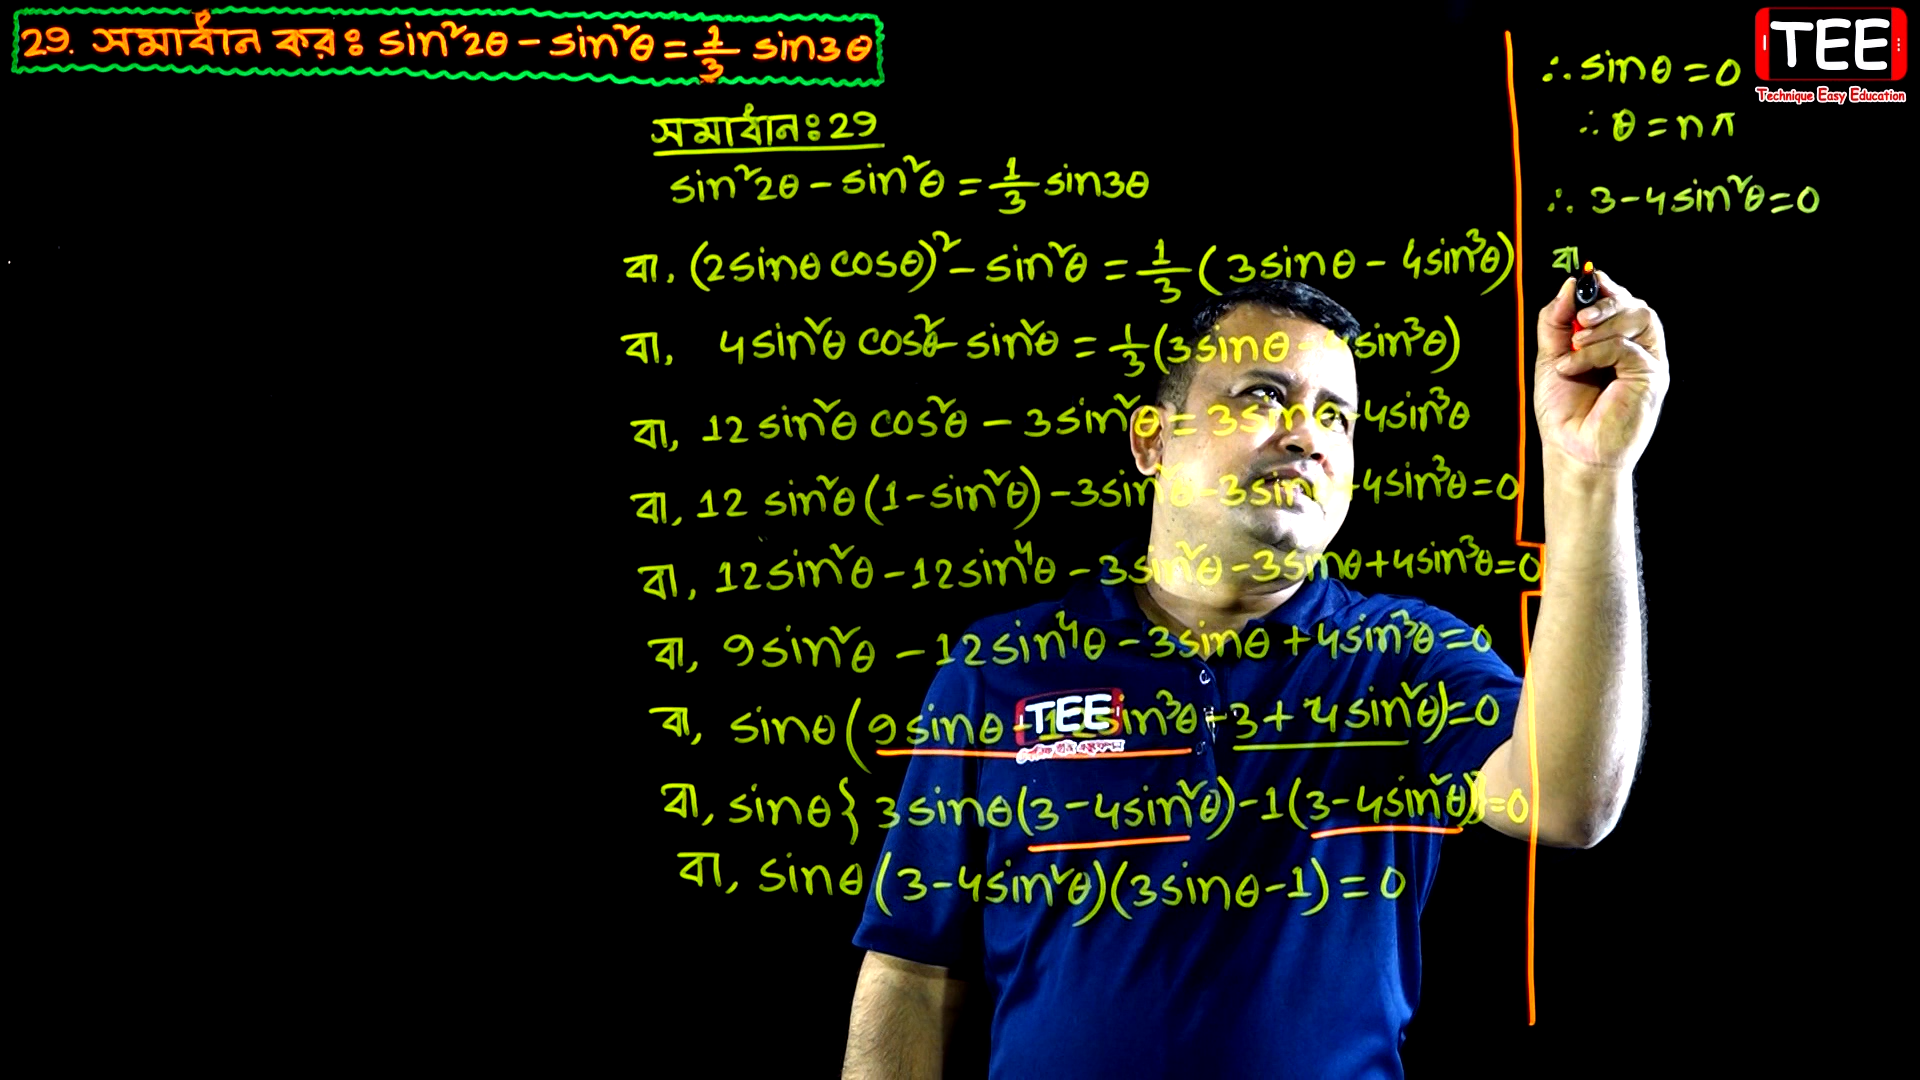 29. সমাধান করঃ sin²2θ - sin²θ = 1/3 sin3θ
সমাধানঃ 29
sin²2θ - sin²θ = 1/3 sin3θ
বা, (2sinθ cosθ)² - sin²θ = 1/3 (3sinθ - 4sin³θ)
বা, 4sin²θ cos²θ - sin²θ = 1/3 (3sinθ - 4sin³θ)
বা, 12 sin²θ cos²θ - 3sin²θ = 3sinθ - 4sin³θ
বা, 12 sin²θ (1 - sin²θ) - 3sin²θ - 3sinθ + 4sin³θ = 0
বা, 12sin²θ - 12sin⁴θ - 3sin²θ - 3sinθ + 4sin³θ = 0
বা, 9sin²θ - 12sin⁴θ - 3sinθ + 4sin³θ = 0
বা, sinθ (9sinθ - 12sin³θ - 3 + 4sin²θ) = 0
বা, sinθ { 3sinθ (3 - 4sin²θ) - 1 (3 - 4sin²θ)} = 0
বা, sinθ (3 - 4sin²θ) (3sinθ - 1) = 0
∴ sinθ = 0
∴ θ = nπ
∴ 3 - 4sin²θ = 0
বা
TEE
Technique Easy Education
TEE